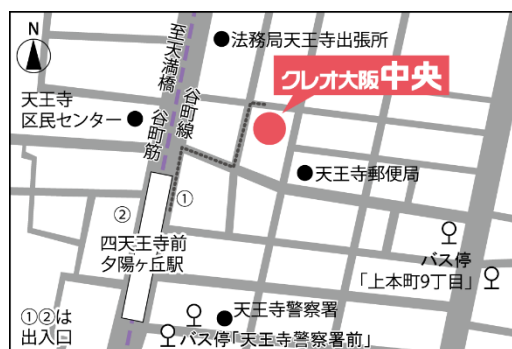 N
至天満橋
谷町線
谷町筋
法務局天王寺出張所
クレオ大阪中央
天王寺
区民センター
天王寺郵便局
①
②
四天王寺前
夕陽ヶ丘駅
バス停
「上本町9丁目」
①②は
出入口
天王寺警察署
バス停「天王寺警察署前」